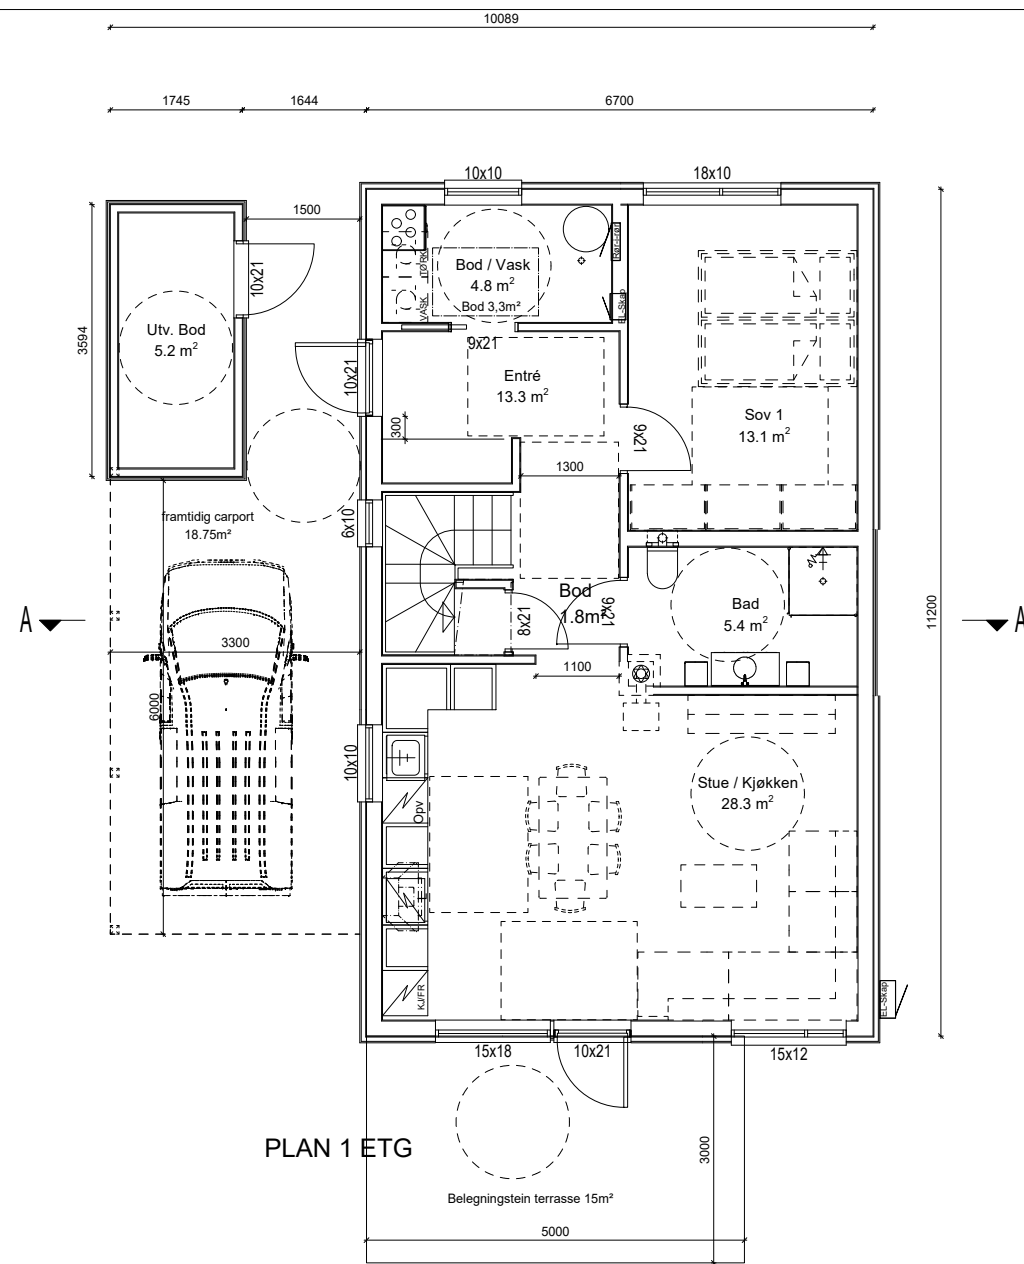 10089
1745
1644
6700
10x10
18x10
1500
Rør-i-rør
TØRK
Bod / Vask
4.8 m²
Bod 3,3m²
VASK
EL-Skap
10x21
Utv. Bod
5.2 m²
3594
9x21
10x21
Entré
13.3 m²
Sov 1
13.1 m²
300
9x21
1300
framtidig carport
18.75m²
6x10
Bod
1.8m²
8x21
9x21
Bad
5.4 m²
11200
A
A
3300
1100
6000
10x10
Stue / Kjøkken
28.3 m²
Opv
KJ/FR
EL-Skap
15x18
10x21
15x12
PLAN 1 ETG
3000
Belegningstein terrasse 15m²
5000